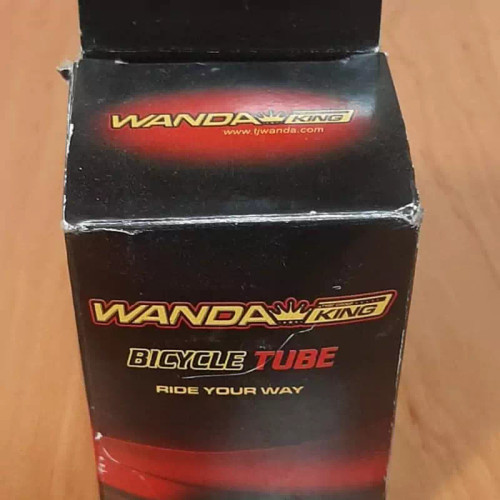 WANDA KING
www.tjwanda.com
WANDA KING
BICYCLE TUBE
RIDE YOUR WAY